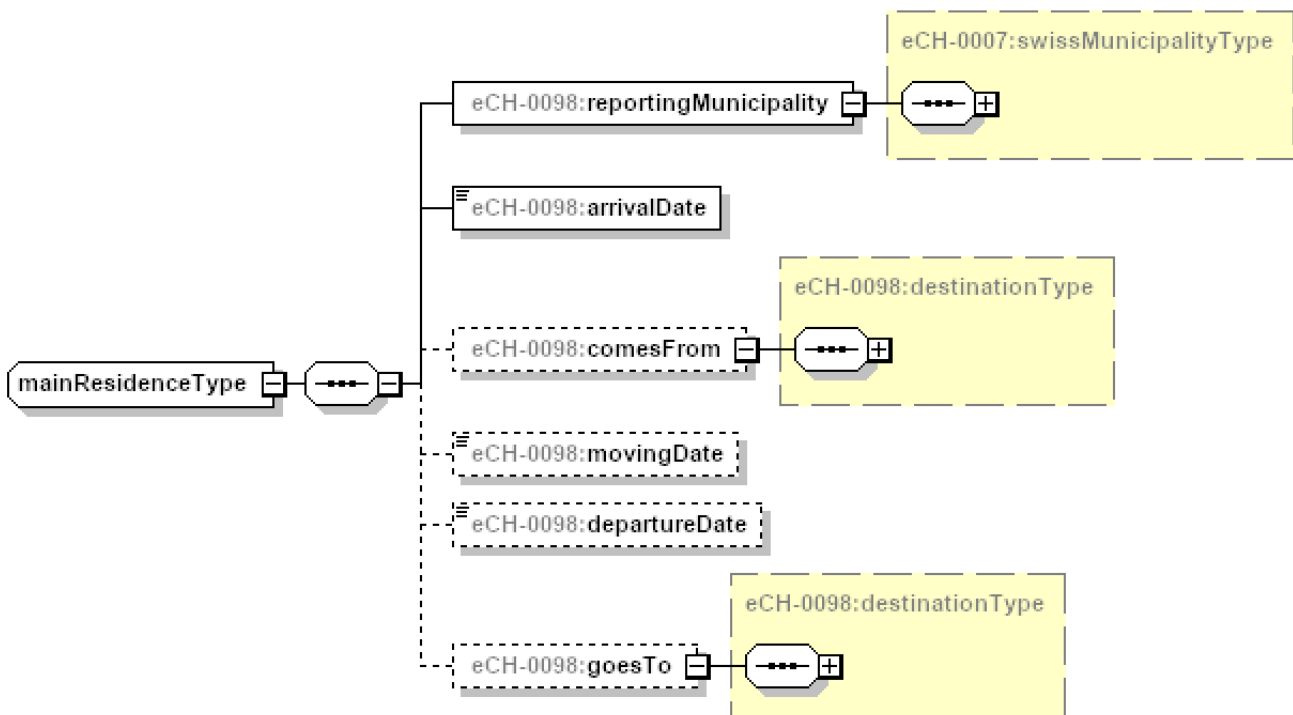 eCH-0007:swissMunicipalityType
eCH-0098:reportingMunicipality
eCH-0098:arrivalDate
eCH-0098:destinationType
eCH-0098:comesFrom
mainResidenceType
eCH-0098:movingDate
eCH-0098:departureDate
eCH-0098:destinationType
eCH-0098:goesTo